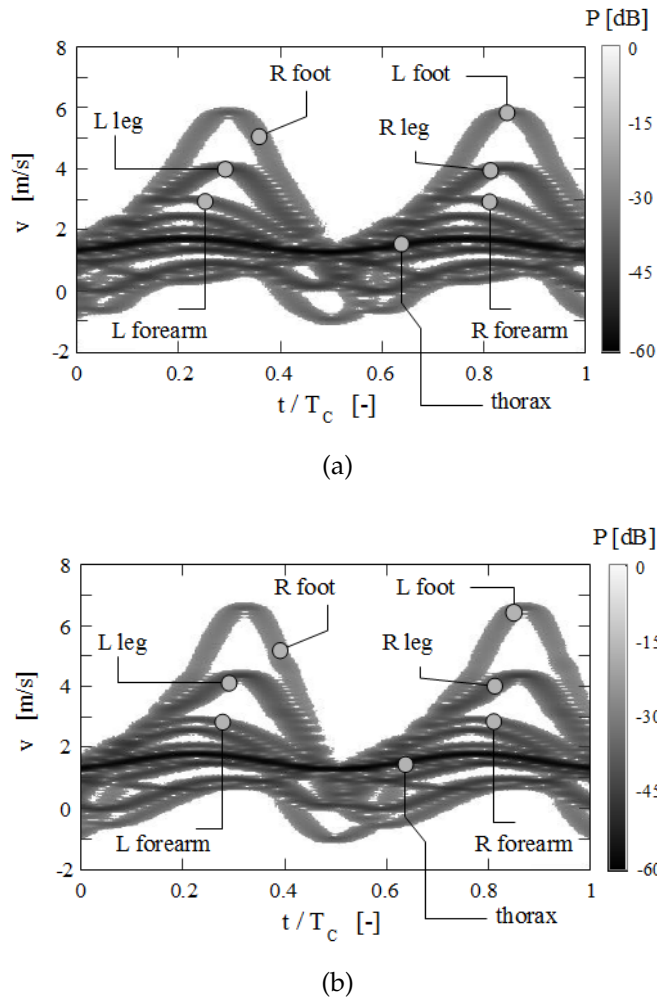 P [dB]
8
0
R foot
L foot
L leg
6
R leg
-15
4
v [m/s]
2
-30
0
-45
L forearm
R forearm
-2
-60
0
0.2
0.4
0.6
0.8
1
t / T_C [-]
thorax
(a)
P [dB]
8
0
R foot
L foot
L leg
6
R leg
-15
4
v [m/s]
2
-30
0
-45
L forearm
R forearm
-2
-60
0
0.2
0.4
0.6
0.8
1
t / T_C [-]
thorax
(b)